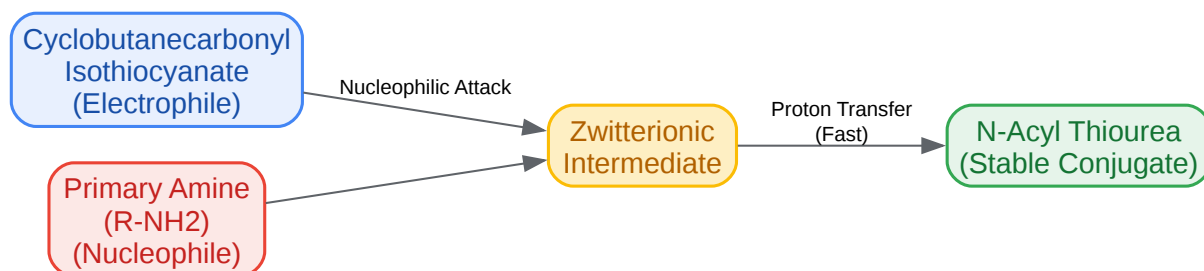 Cyclobutanecarbonyl
Isothiocyanate
(Electrophile)
Nucleophilic Attack
Primary Amine
(R-NH2)
(Nucleophile)
Zwitterionic
Intermediate
Proton Transfer
(Fast)
N-Acyl Thiourea
(Stable Conjugate)